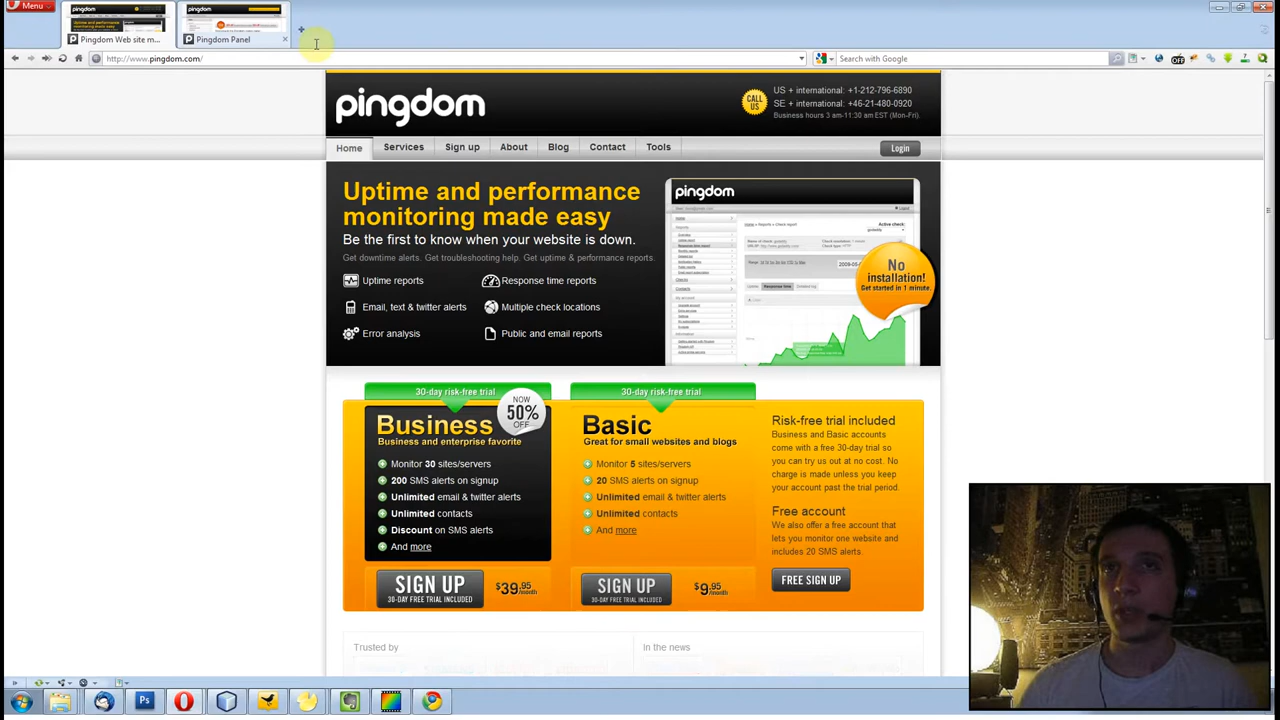 Menu
Pingdom Web site m...
Pingdom Panel
http://www.pingdom.com/
Search with Google
pingdom
CALL US
US + international: +1-212-796-6890
SE + international: +46-21-480-0920
Business hours 3 am-11:30 am EST (Mon-Fri).
Home
Services
Sign up
About
Blog
Contact
Tools
Login
Uptime and performance
monitoring made easy
Be the first to know when your website is down.
Get downtime alerts. Get troubleshooting help. Get uptime & performance reports.
Uptime reports
Response time reports
Email, text & twitter alerts
Multiple check locations
Error analysis
Public and email reports
pingdom
No
installation!
Get started in 1 minute.
30-day risk-free trial
NOW
50%
OFF
Business
Business and enterprise favorite
Monitor 30 sites/servers
200 SMS alerts on signup
Unlimited email & twitter alerts
Unlimited contacts
Discount on SMS alerts
And more
SIGN UP
30-DAY FREE TRIAL INCLUDED
$39.95
/month
30-day risk-free trial
Basic
Great for small websites and blogs
Monitor 5 sites/servers
20 SMS alerts on signup
Unlimited email & twitter alerts
Unlimited contacts
And more
SIGN UP
30-DAY FREE TRIAL INCLUDED
$9.95
/month
Risk-free trial included
Business and Basic accounts
come with a free 30-day trial so
you can try us out at no cost. No
charge is made unless you keep
your account past the trial period.
Free account
We also offer a free account that
lets you monitor one website and
includes 20 SMS alerts.
FREE SIGN UP
Trusted by
In the news